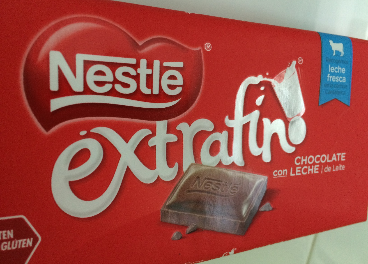 Nestlé
extrafino
leche
fresca
CHOCOLATE
con LECHE / de Leite
NESTLÉ
GLUTEN